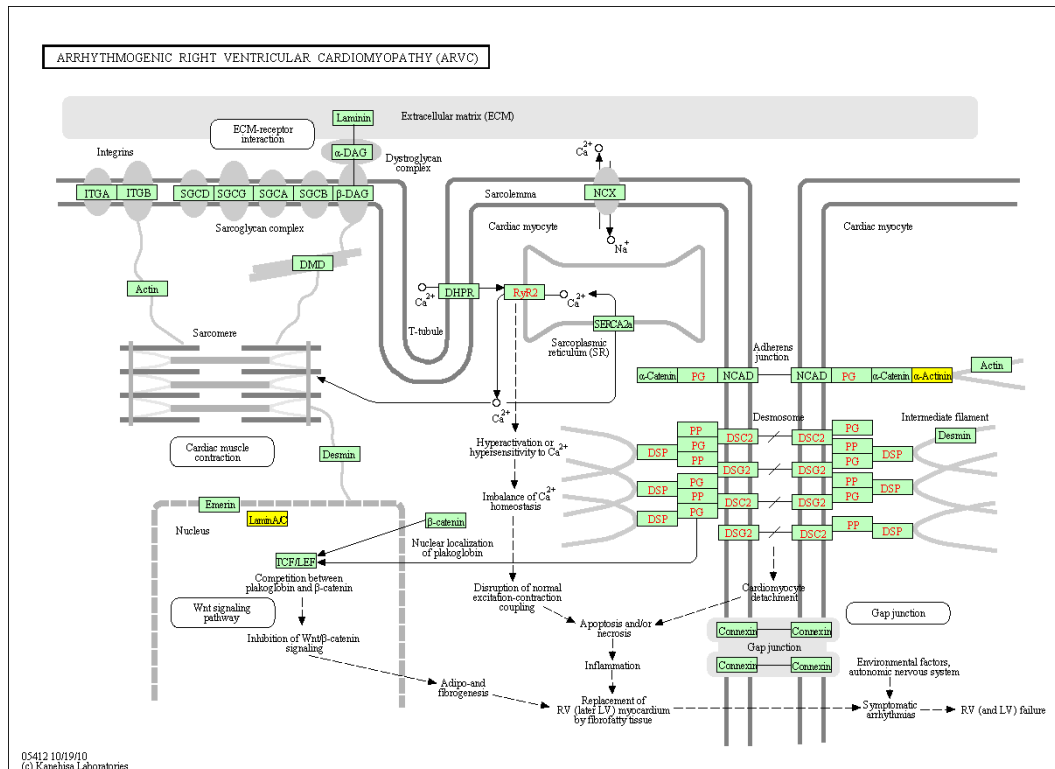 ARRHYTHMOGENIC RIGHT VENTRICULAR CARDIOMYOPATHY (ARVC)
Laminin
Extracellular matrix (ECM)
ECM-receptor
interaction
α-DAG
Dystroglycan
complex
Integrins
Ca2+
ITGA
ITGB
SGCD
SGCG
SGCA
SGCB
β-DAG
Sarcolemma
NCX
Sarcoglycan complex
Cardiac myocyte
Cardiac myocyte
Na+
DMD
Actin
Ca2+
DHPR
RyR2
Ca2+
T-tubule
SERCA2a
Sarcomere
Sarcoplasmic
reticulum (SR)
Adherens
junction
Actin
α-Catenin
PG
NCAD
NCAD
PG
α-Catenin
α-Actinin
Ca2+
Desmosome
Intermediate filament
Cardiac muscle
contraction
Desmin
Hyperactivation or
hypersensitivity to Ca2+
PP
DSC2
DSC2
PG
Desmin
DSP
PG
PP
DSP
PP
DSG2
DSG2
PG
Imbalance of Ca2+
homeostasis
PG
PP
DSP
PP
DSC2
DSC2
PG
DSP
PG
DSP
DSG2
DSC2
PP
DSP
Emerin
LaminA/C
Nucleus
β-catenin
Nuclear localization
of plakoglobin
TCF/LEF
Competition between
plakoglobin and β-catenin
Disruption of normal
excitation-contraction
coupling
Cardiomyocyte
detachment
Wnt signaling
pathway
Gap junction
Apoptosis and/or
necrosis
Connexin
Connexin
Inhibition of Wnt/β-catenin
signaling
Gap junction
Inflammation
Connexin
Connexin
Environmental factors,
autonomic nervous system
Adipo-and
fibrogenesis
Replacement of
RV (later LV) myocardium
by fibrofatty tissue
Symptomatic
arrhythmias
RV (and LV) failure
05412 10/19/10
(c) Kanehisa Laboratories